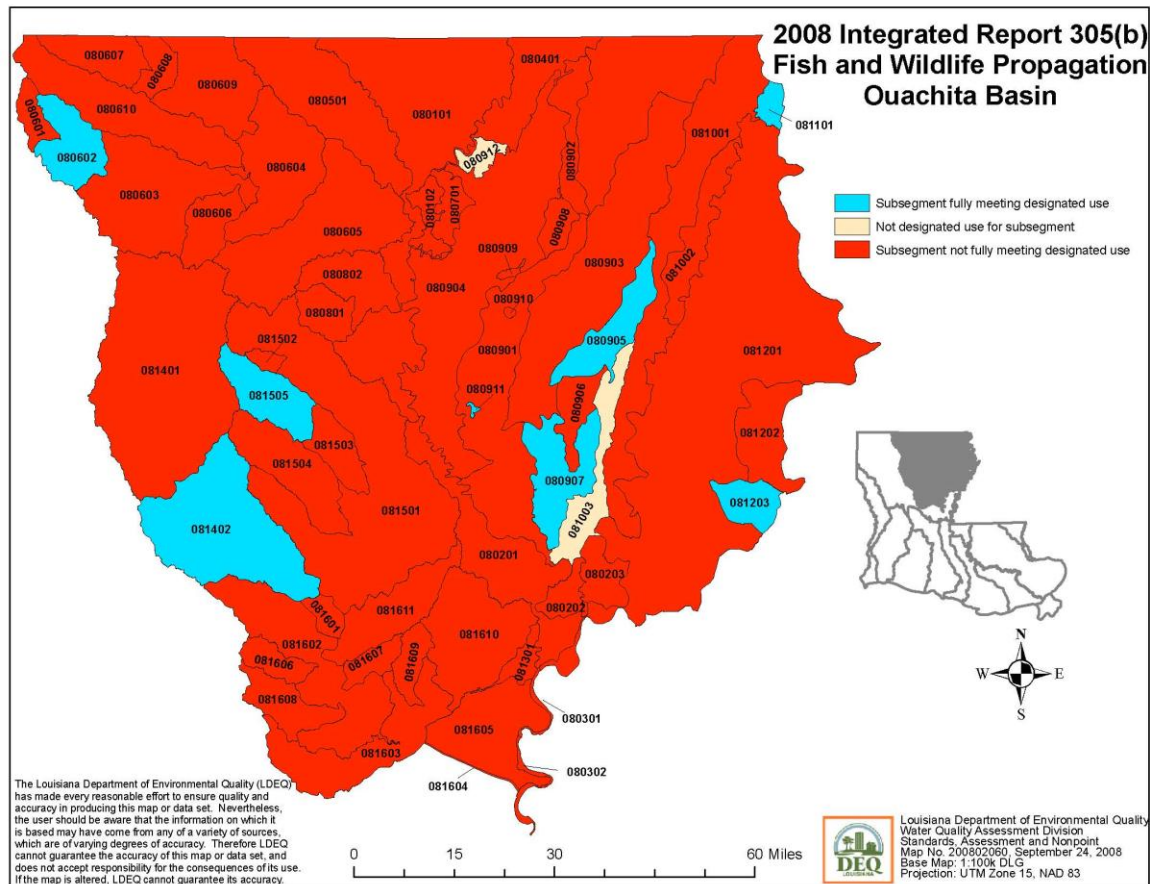 2008 Integrated Report 305(b)
Fish and Wildlife Propagation
Ouachita Basin
080607
080608
080609
080401
080501
080101
080610
080601
080602
081001
081101
080912
080902
Subsegment fully meeting designated use
Not designated use for subsegment
Subsegment not fully meeting designated use
080604
080603
080606
080102
080701
080908
080605
080909
080903
081002
080802
080904
080910
080801
081502
080901
080905
081201
081401
081505
080911
080906
081202
081503
081504
080907
081203
081402
081501
081003
080201
080203
080202
081601
081611
081602
081610
081607
081609
081606
081301
081608
080301
081605
081603
080302
081604
N
W E
S
The Louisiana Department of Environmental Quality (LDEQ)
has made every reasonable effort to ensure quality and
accuracy in producing this map or data set. Nevertheless,
the user should be aware that the information on which it
is based may have come from any of a variety of sources,
which are of varying degrees of accuracy. Therefore LDEQ
cannot guarantee the accuracy of this map or data set, and
does not accept responsibility for the consequences of its use.
If the map is altered, LDEQ cannot guarantee its accuracy.
0 15 30 60 Miles
DEQ
LOUISIANA
Louisiana Department of Environmental Quality
Water Quality Assessment Division
Standards, Assessment and Nonpoint
Map No. 200802060, September 24, 2008
Base Map: 1:100k DLG
Projection: UTM Zone 15, NAD 83